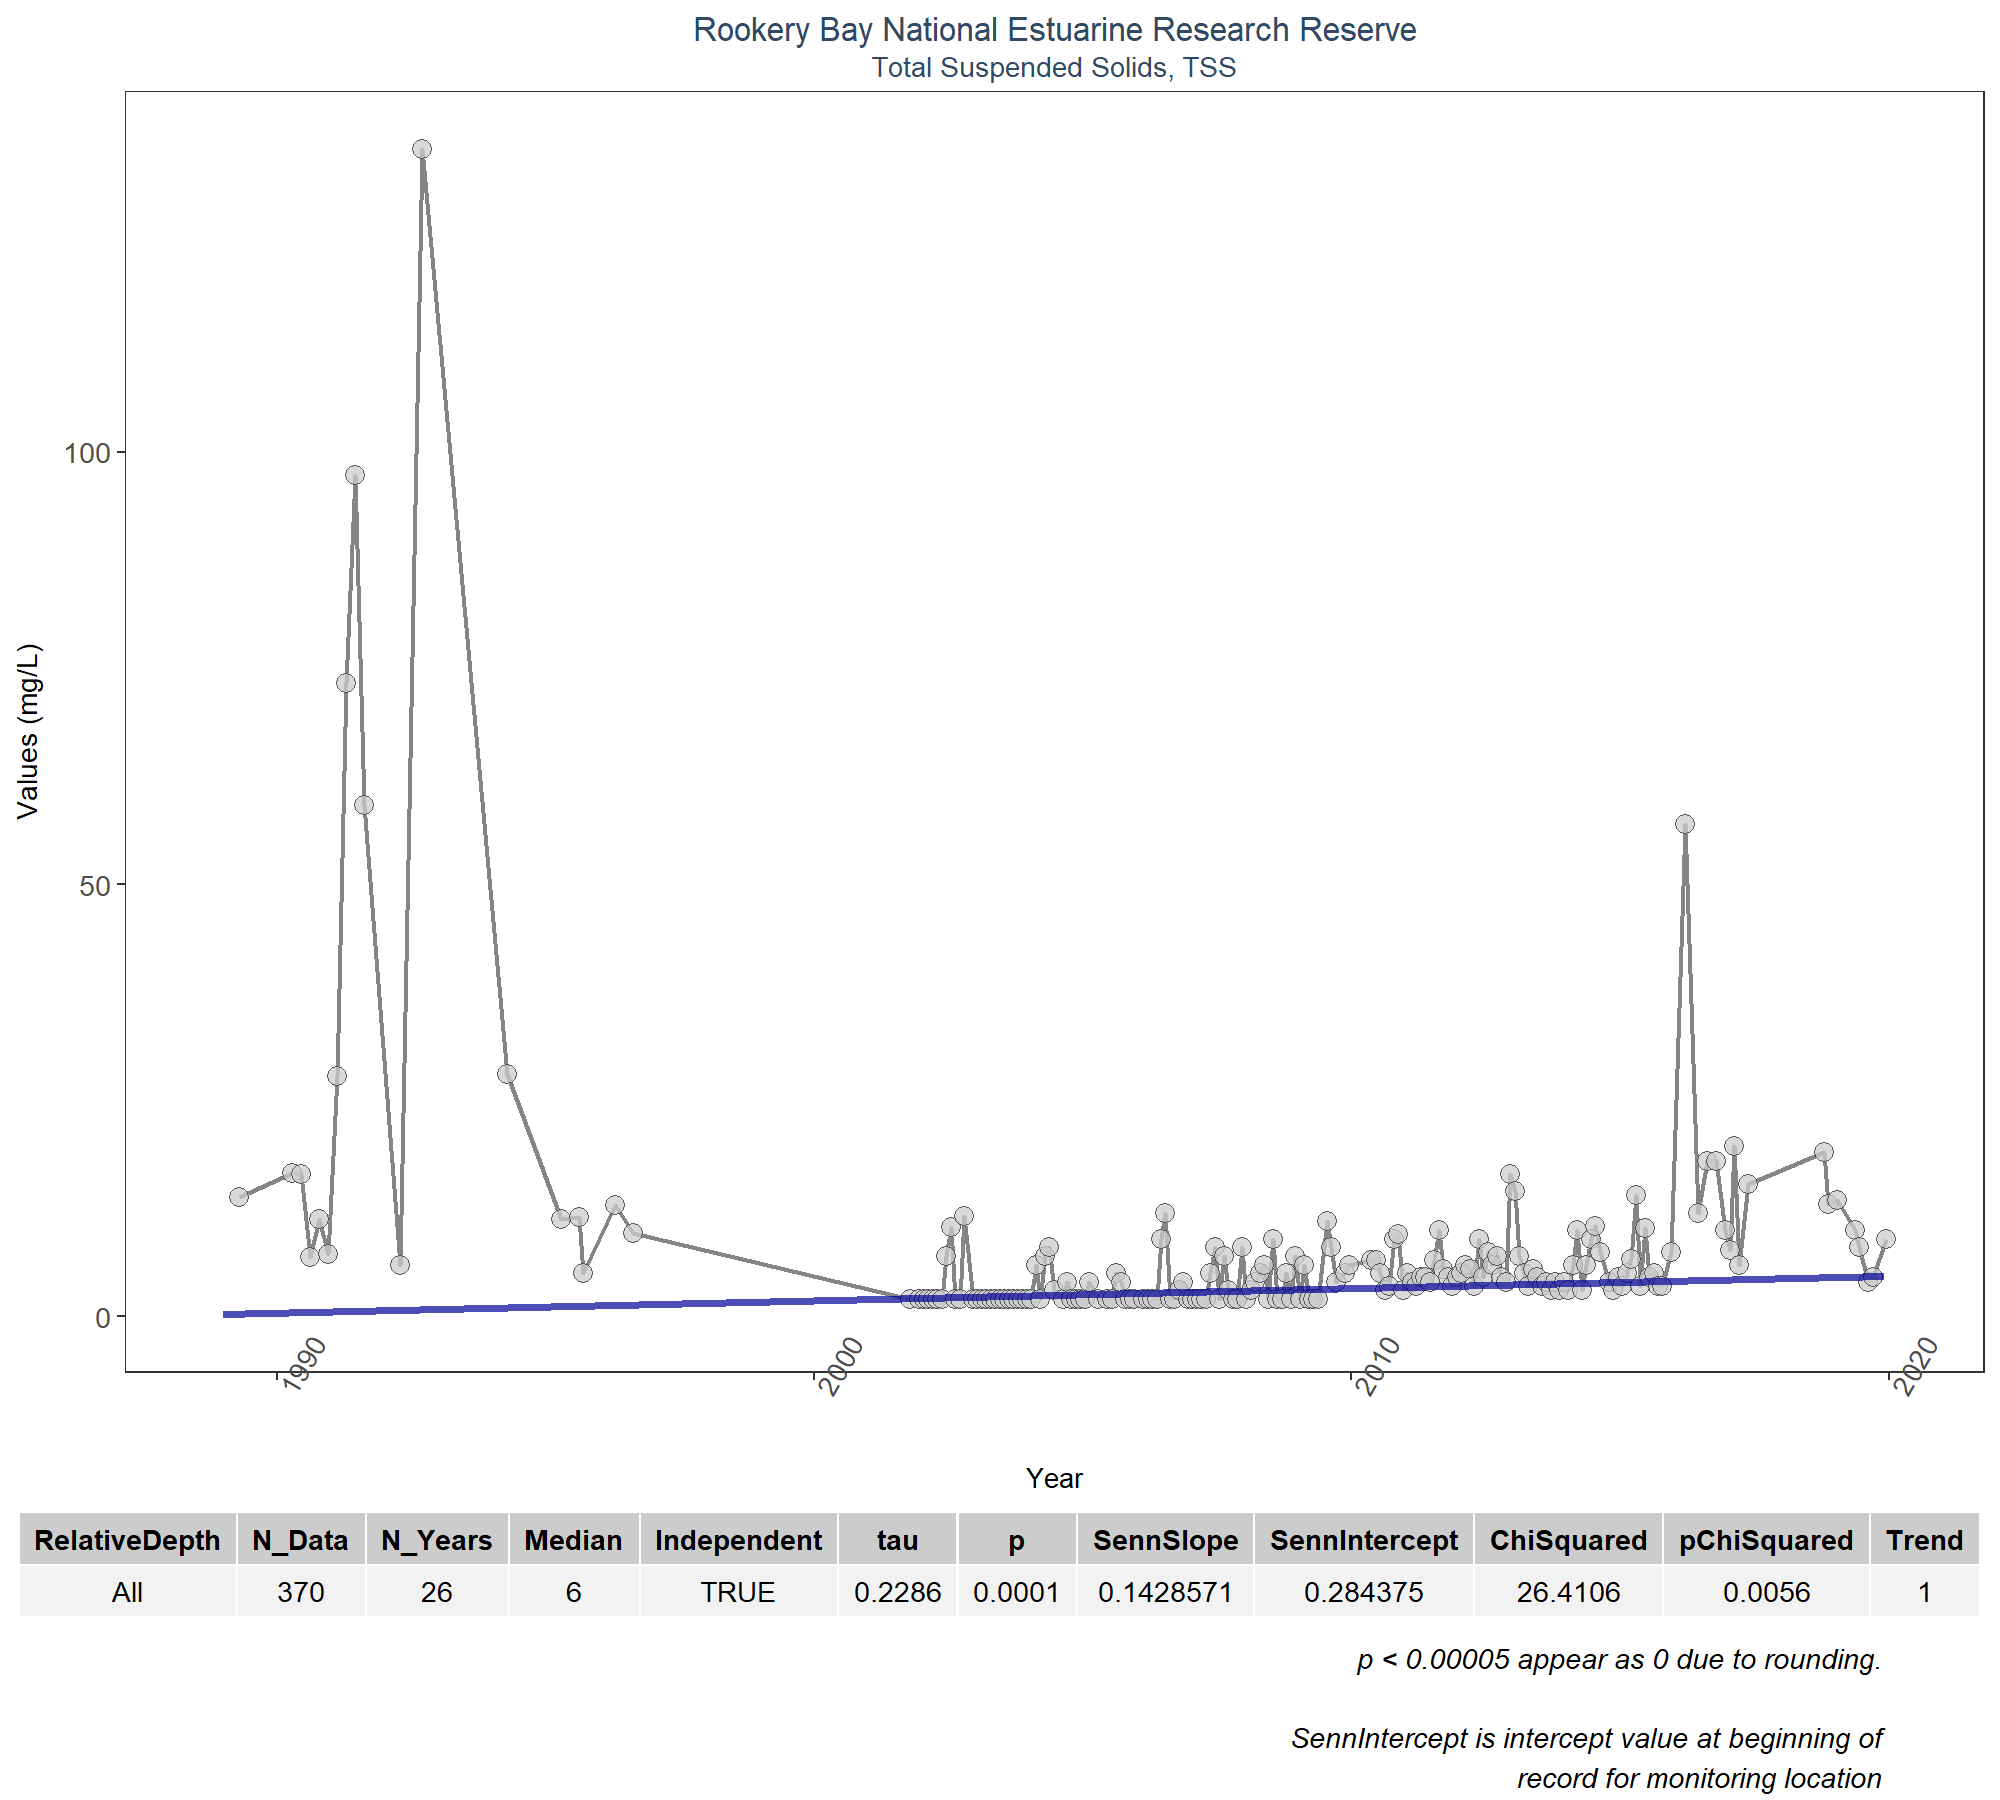 Rookery Bay National Estuarine Research Reserve
Total Suspended Solids, TSS
Values (mg/L)
100
50
0
1990 2000 2010 2020
Year
RelativeDepth N_Data N_Years Median Independent tau p SennSlope SennIntercept ChiSquared pChiSquared Trend
All 370 26 6 TRUE 0.2286 0.0001 0.1428571 0.284375 26.4106 0.0056 1
p < 0.00005 appear as 0 due to rounding.
SennIntercept is intercept value at beginning of
record for monitoring location